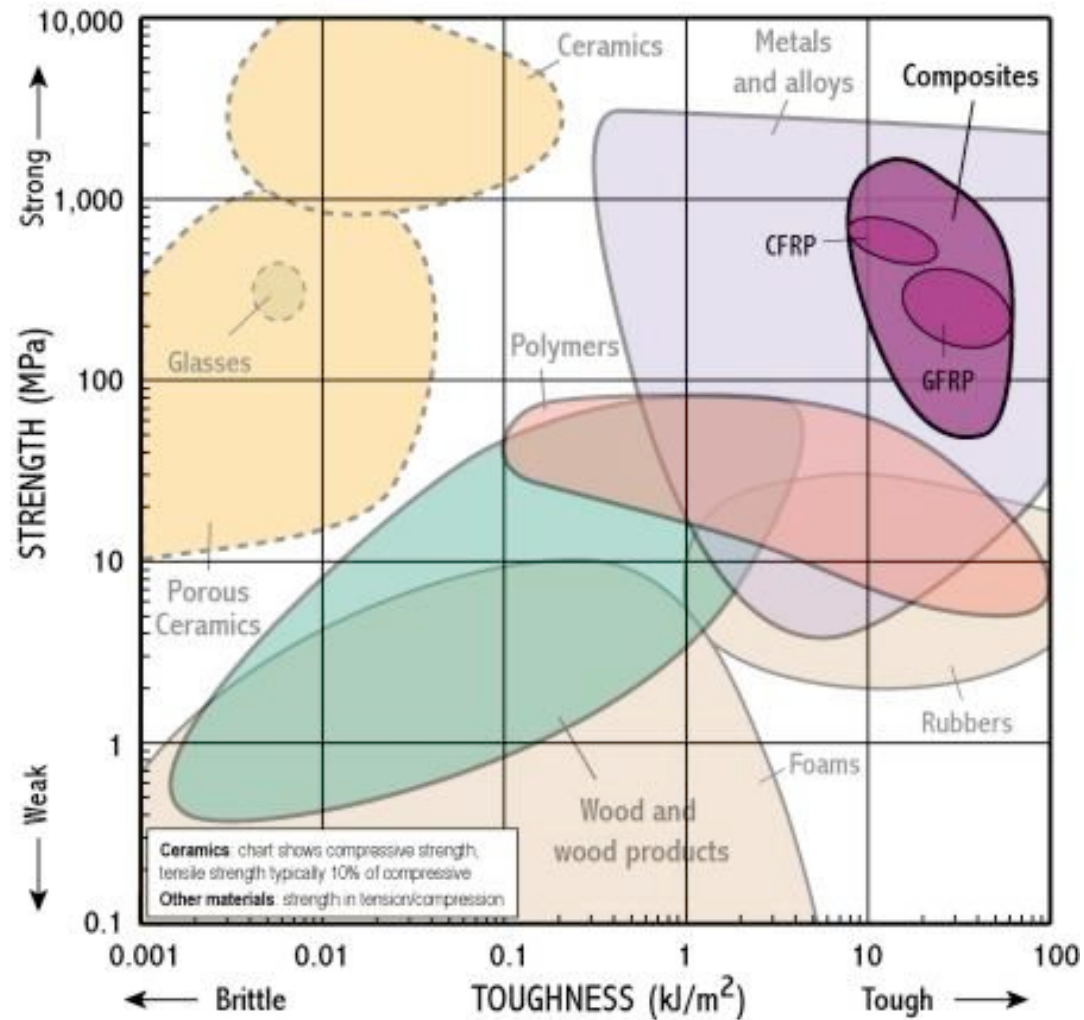 10,000
1,000
100
10
1
0.1
Strong
STRENGTH (MPa)
Weak
Ceramics
Metals
and alloys
Composites
CFRP
GFRP
Glasses
Polymers
Porous
Ceramics
Rubbers
Foams
Wood and
wood products
Ceramics: chart shows compressive strength,
tensile strength typically 10% of compressive
Other materials: strength in tension/compression
0.001
0.01
0.1
1
10
100
Brittle
TOUGHNESS (kJ/m²)
Tough